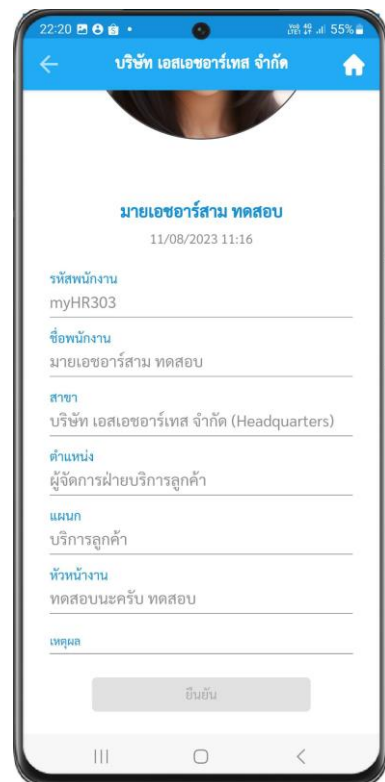 22:20 55%
บริษัท เอสเอชอาร์เทส จำกัด
มายเอชอาร์สาม ทดสอบ
11/08/2023 11:16
รหัสพนักงาน
myHR303
ชื่อพนักงาน
มายเอชอาร์สาม ทดสอบ
สาขา
บริษัท เอสเอชอาร์เทส จำกัด (Headquarters)
ตำแหน่ง
ผู้จัดการฝ่ายบริการลูกค้า
แผนก
บริการลูกค้า
หัวหน้างาน
ทดสอบนะครับ ทดสอบ
เหตุผล
ยืนยัน